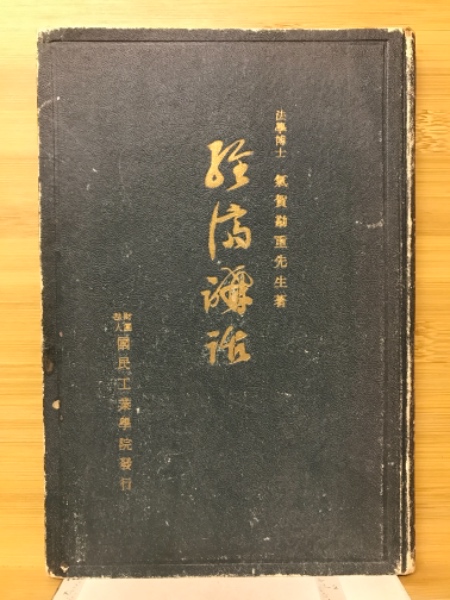 法學博士 氣賀勘重先生著
經済講話
財團法人 國民工業學院發行